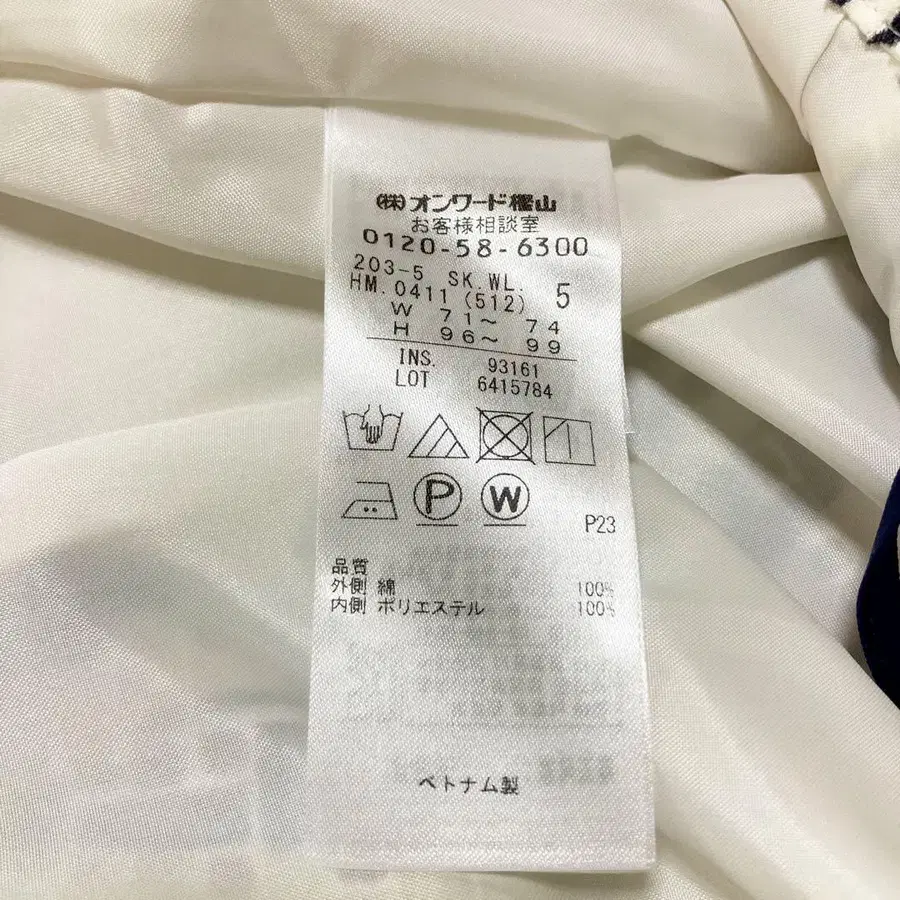 ㈱オンワード樫山
お客様相談室
0120-58-6300
203-5 SK.WL.
HM.0411(512) 5
W 71〜 74
H 96〜 99
INS. 93161
LOT 6415784
P W
P23
品質
外側 綿 100%
内側 ポリエステル 100%
ベトナム製